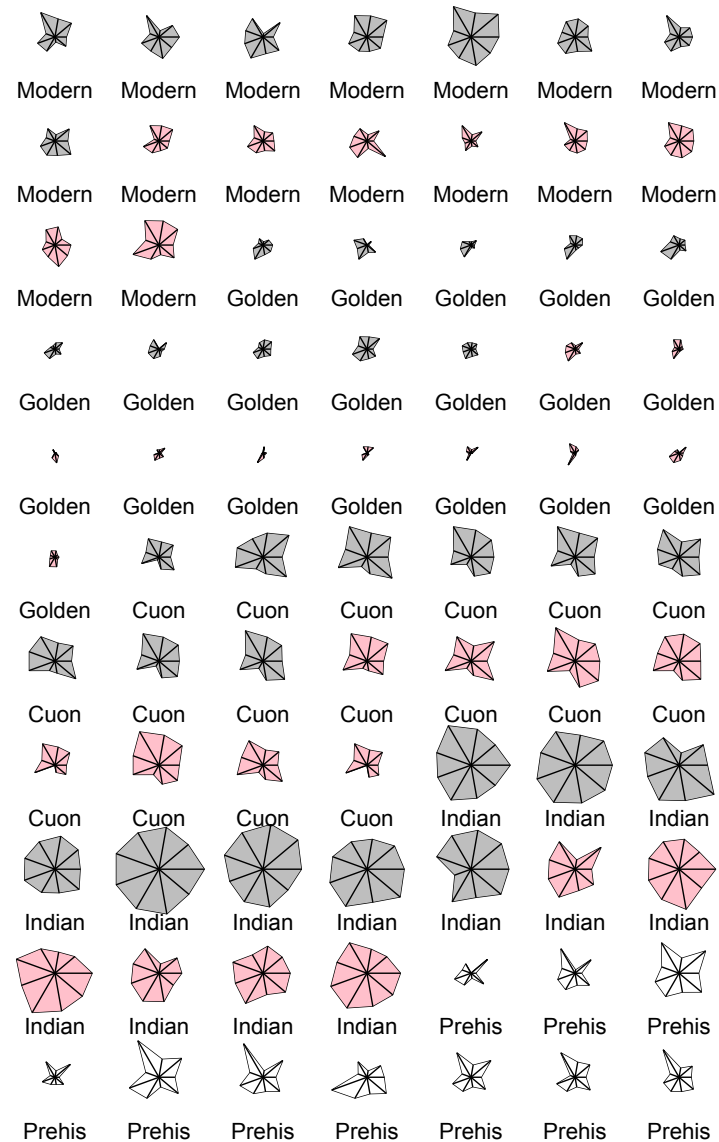 Modern Modern Modern Modern Modern Modern Modern
Modern Modern Modern Modern Modern Modern Modern
Modern Modern Golden Golden Golden Golden Golden
Golden Golden Golden Golden Golden Golden Golden
Golden Golden Golden Golden Golden Golden Golden
Golden Cuon Cuon Cuon Cuon Cuon Cuon
Cuon Cuon Cuon Cuon Cuon Cuon Cuon
Cuon Cuon Cuon Cuon Indian Indian Indian
Indian Indian Indian Indian Indian Indian Indian
Indian Indian Indian Indian Prehis Prehis Prehis
Prehis Prehis Prehis Prehis Prehis Prehis Prehis